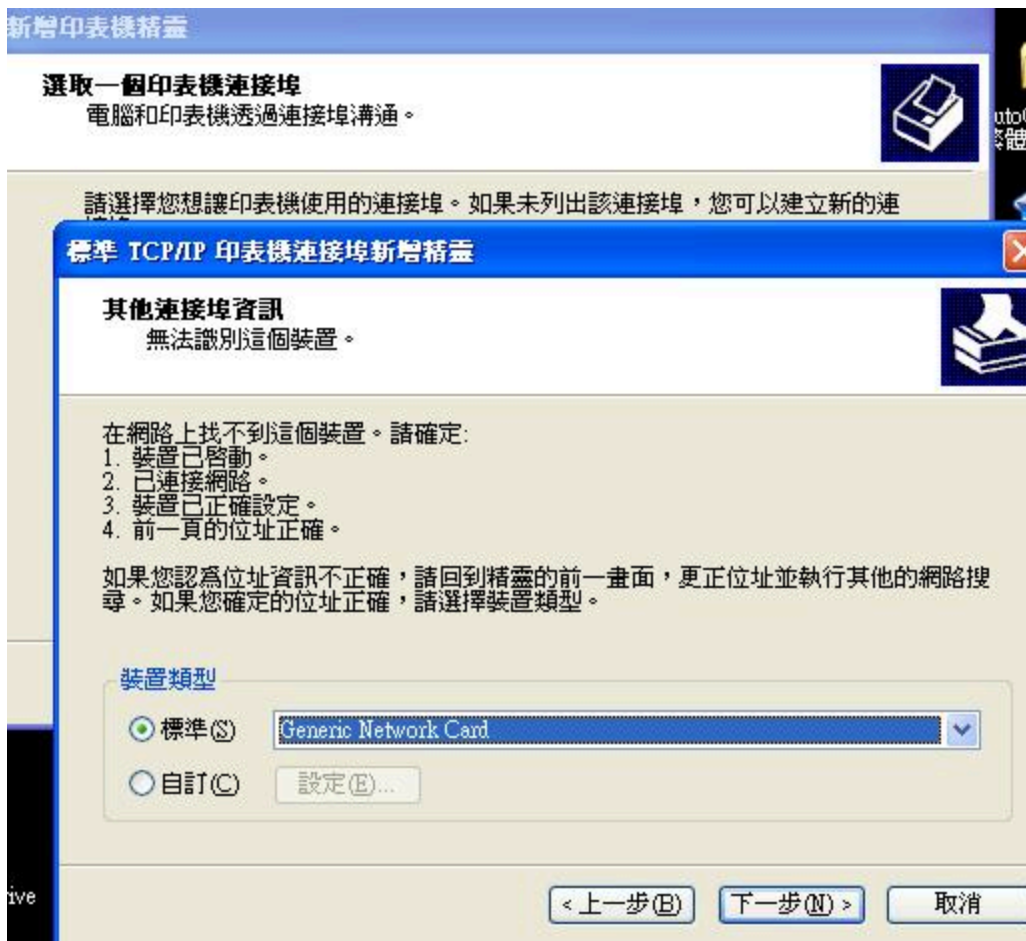 新增印表機精靈
選取一個印表機連接埠
電腦和印表機透過連接埠溝通。
請選擇您想讓印表機使用的連接埠。如果未列出該連接埠，您可以建立新的連
標準 TCP/IP 印表機連接埠新增精靈
其他連接埠資訊
無法識別這個裝置。
在網路上找不到這個裝置。請確定:
1. 裝置已啓動。
2. 已連接網路。
3. 裝置已正確設定。
4. 前一頁的位址正確。
如果您認爲位址資訊不正確，請回到精靈的前一畫面，更正位址並執行其他的網路搜
尋。如果您確定的位址正確，請選擇裝置類型。
裝置類型
標準(S)
Generic Network Card
自訂(C)
設定(E)...
ive
< 上一步(B)
下一步(N) >
取消